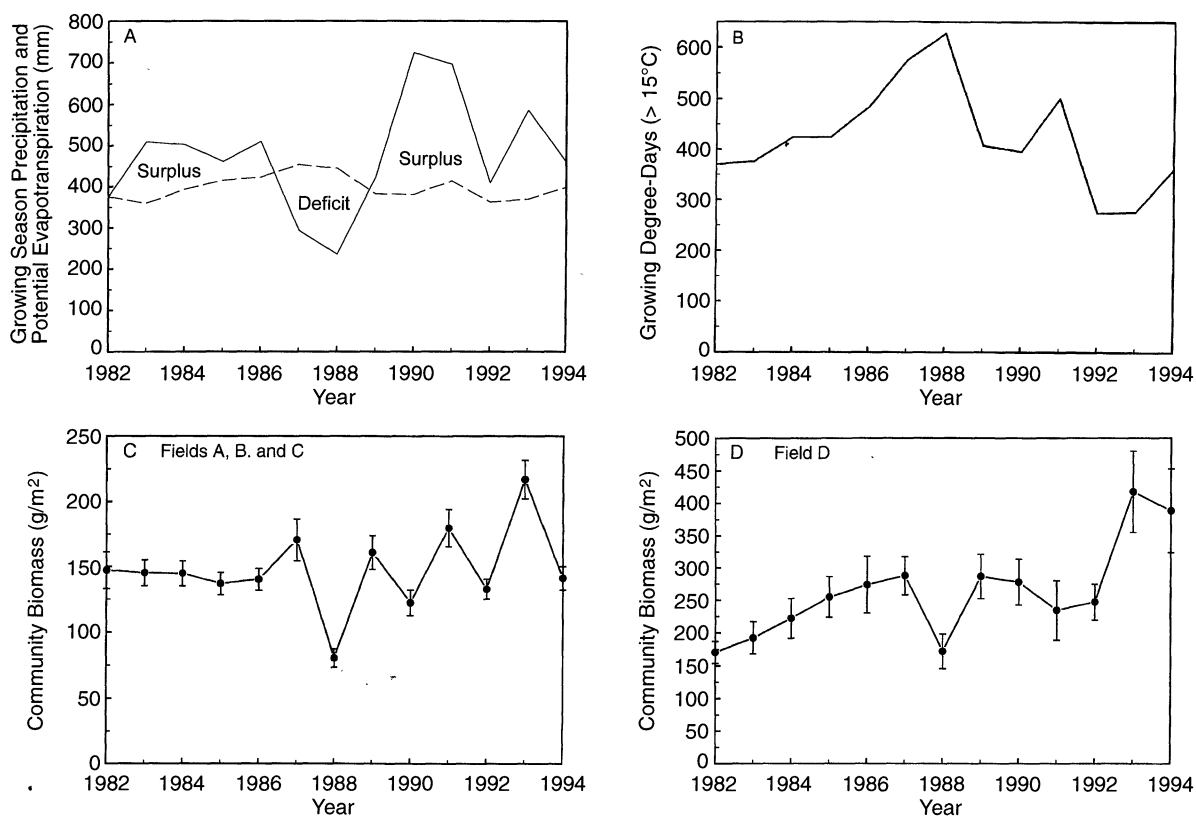 A
Growing Season Precipitation and
Potential Evapotranspiration (mm)
800
700
600
500
400
300
200
100
0
Surplus
Deficit
Surplus
1982 1984 1986 1988 1990 1992 1994
Year
B
Growing Degree-Days (> 15°C)
600
500
400
300
200
100
0
1982 1984 1986 1988 1990 1992 1994
Year
C Fields A, B. and C
Community Biomass (g/m²)
250
200
150
100
50
0
1982 1984 1986 1988 1990 1992 1994
Year
D Field D
Community Biomass (g/m²)
500
450
400
350
300
250
200
150
100
50
0
1982 1984 1986 1988 1990 1992 1994
Year